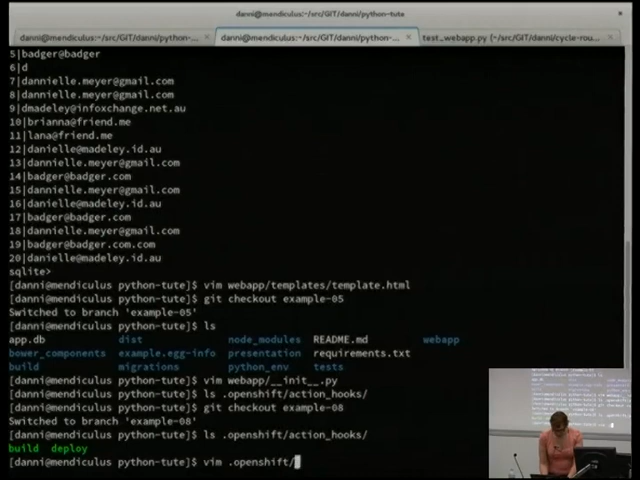 danni@mendiculus:~/src/GIT/danni/python-tute
danni@mendiculus:~/src/GIT/danni/python-... danni@mendiculus:~/src/GIT/danni/python-... test_webapp.py (~/src/GIT/danni/cycle-rou...
5|badger@badger
6|d
7|dannielle.meyer@gmail.com
8|dannielle.meyer@gmail.com
9|dmadeley@infoxchange.net.au
10|brianna@friend.me
11|lana@friend.me
12|danielle@madeley.id.au
13|dannielle.meyer@gmail.com
14|badger@badger.com
15|dannielle.meyer@gmail.com
16|danielle@madeley.id.au
17|badger@badger.com
18|dannielle.meyer@gmail.com
19|badger@badger.com.com
20|danielle@madeley.id.au
sqlite>
[danni@mendiculus python-tute]$ vim webapp/templates/template.html
[danni@mendiculus python-tute]$ git checkout example-05
Switched to branch 'example-05'
[danni@mendiculus python-tute]$ ls
app.db dist node_modules README.md webapp
bower_components example.egg-info presentation requirements.txt
build migrations python_env tests
[danni@mendiculus python-tute]$ vim webapp/__init__.py
[danni@mendiculus python-tute]$ ls .openshift/action_hooks/
[danni@mendiculus python-tute]$ git checkout example-08
Switched to branch 'example-08'
[danni@mendiculus python-tute]$ ls .openshift/action_hooks/
build deploy
[danni@mendiculus python-tute]$ vim .openshift/